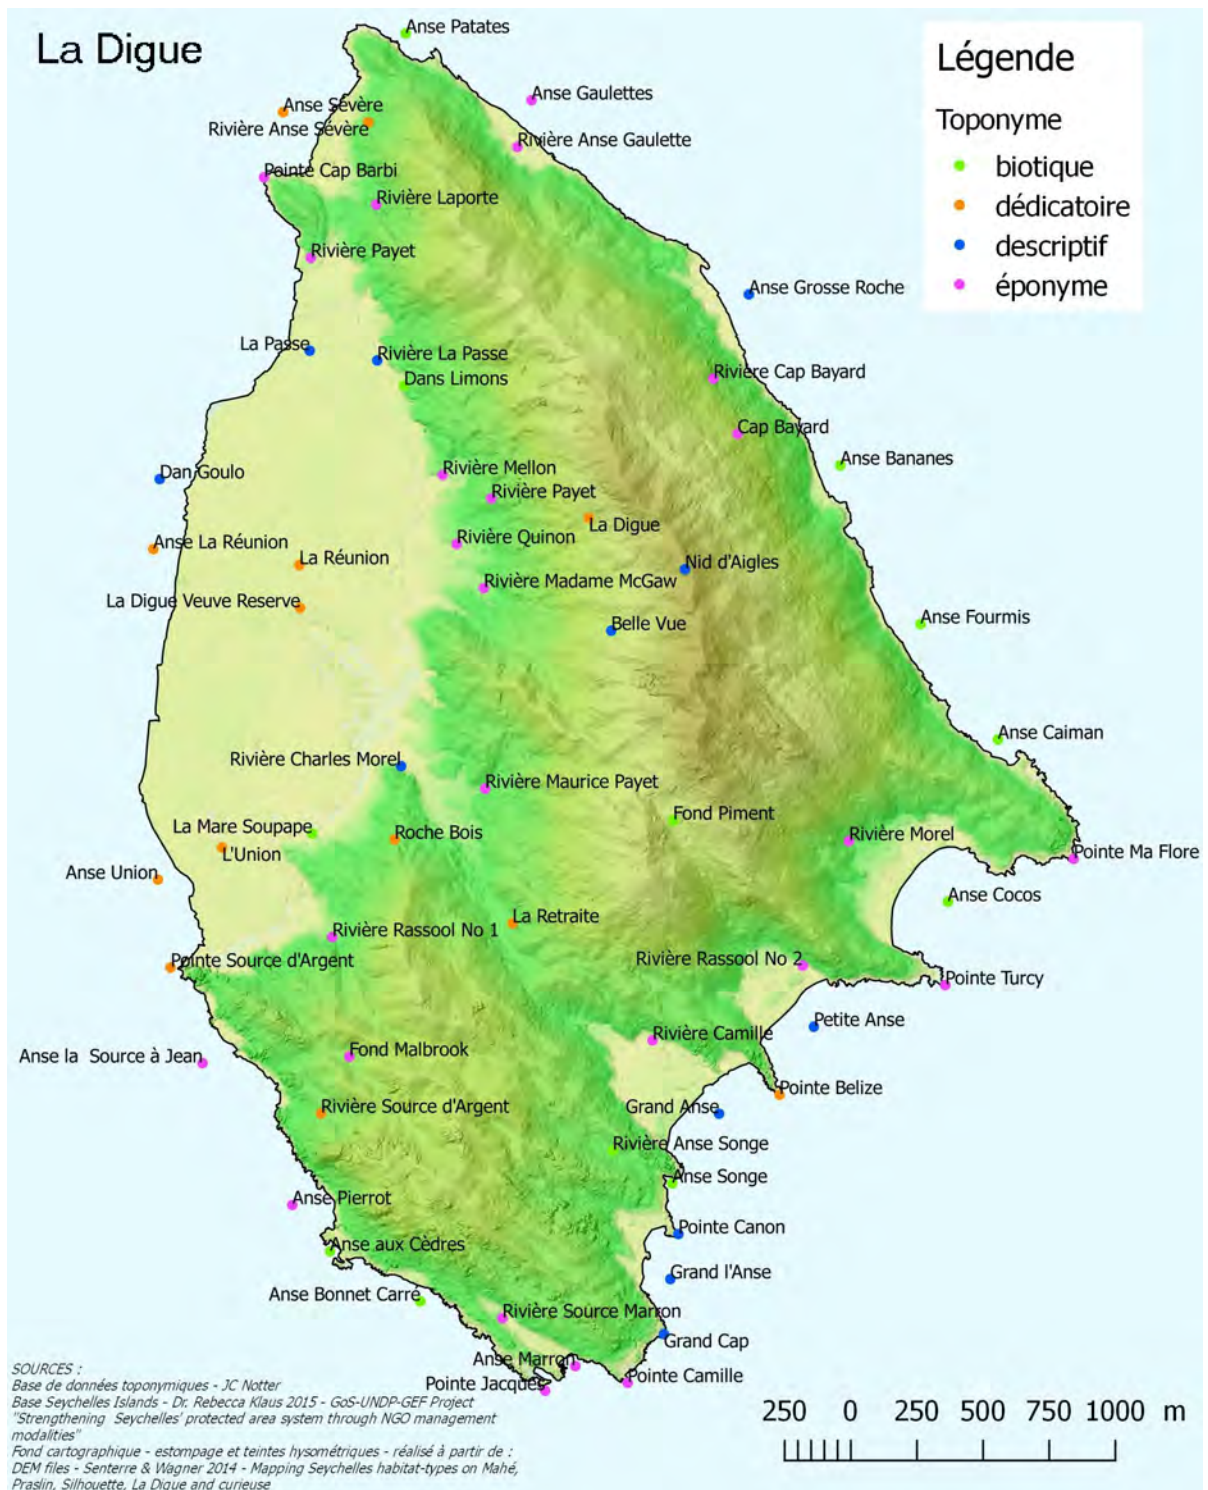 La Digue
Anse Patates
Légende
Toponyme
biotique
dédicatoire
descriptif
éponyme
Anse Gaulettes
Anse Sévère
Rivière Anse Sévère
Rivière Anse Gaulette
Pointe Cap Barbi
Rivière Laporte
Rivière Payet
Anse Grosse Roche
La Passe
Rivière La Passe
Dans Limons
Rivière Cap Bayard
Cap Bayard
Anse Bananes
Dan Goulo
Rivière Mellon
Rivière Payet
La Digue
Anse La Réunion
Rivière Quinon
La Réunion
Nid d'Aigles
Rivière Madame McGaw
La Digue Veuve Reserve
Belle Vue
Anse Fourmis
Anse Caiman
Rivière Charles Morel
Rivière Maurice Payet
Fond Piment
La Mare Soupape
Roche Bois
Rivière Morel
L'Union
Pointe Ma Flore
Anse Union
Anse Cocos
La Retraite
Rivière Rassool No 1
Pointe Source d'Argent
Rivière Rassool No 2
Pointe Turcy
Petite Anse
Rivière Camille
Anse la  Source à Jean
Fond Malbrook
Pointe Belize
Rivière Source d'Argent
Grand Anse
Rivière Anse Songe
Anse Songe
Anse Pierrot
Pointe Canon
Anse aux Cèdres
Grand l'Anse
Anse Bonnet Carré
Rivière Source Marron
Grand Cap
Anse Marron
Pointe Camille
Pointe Jacques
SOURCES :
Base de données toponymiques - JC Notter
Base Seychelles Islands - Dr. Rebecca Klaus 2015 - GoS-UNDP-GEF Project
"Strengthening  Seychelles' protected area system through NGO management
modalities"
Fond cartographique - estompage et teintes hysométriques - réalisé à partir de :
DEM files - Senterre & Wagner 2014 - Mapping Seychelles habitat-types on Mahé,
Praslin, Silhouette, La Digue and curieuse
250 0 250 500 750 1000 m